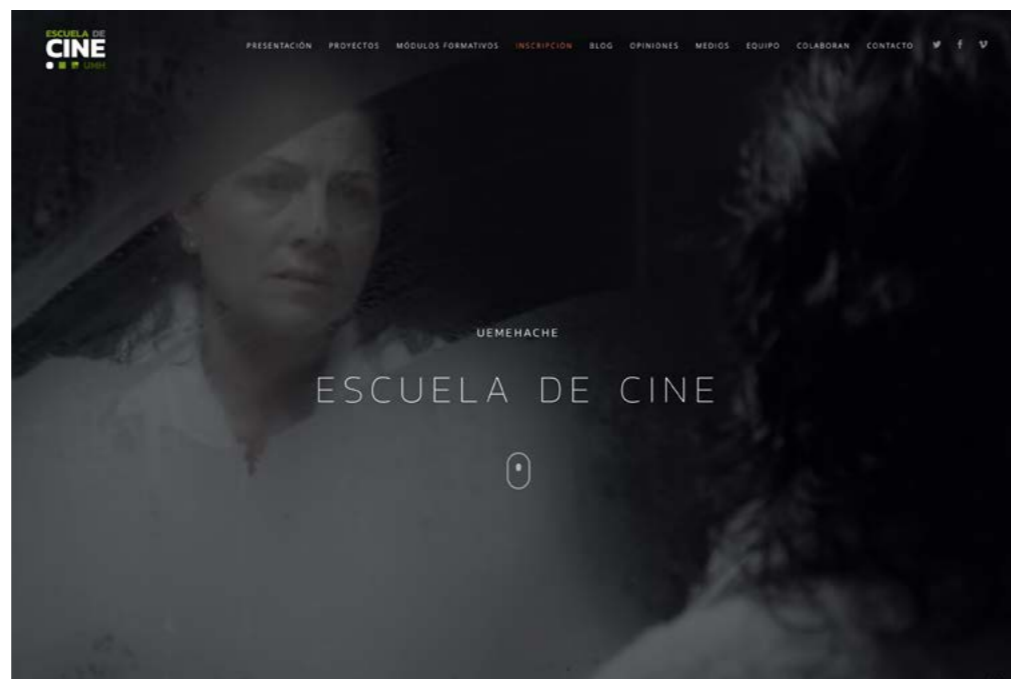 ESCUELA DE
CINE
UMH
PRESENTACIÓN PROYECTOS MÓDULOS FORMATIVOS INSCRIPCIÓN BLOG OPINIONES MEDIOS EQUIPO COLABORAN CONTACTO
UEMEHACHE
ESCUELA DE CINE